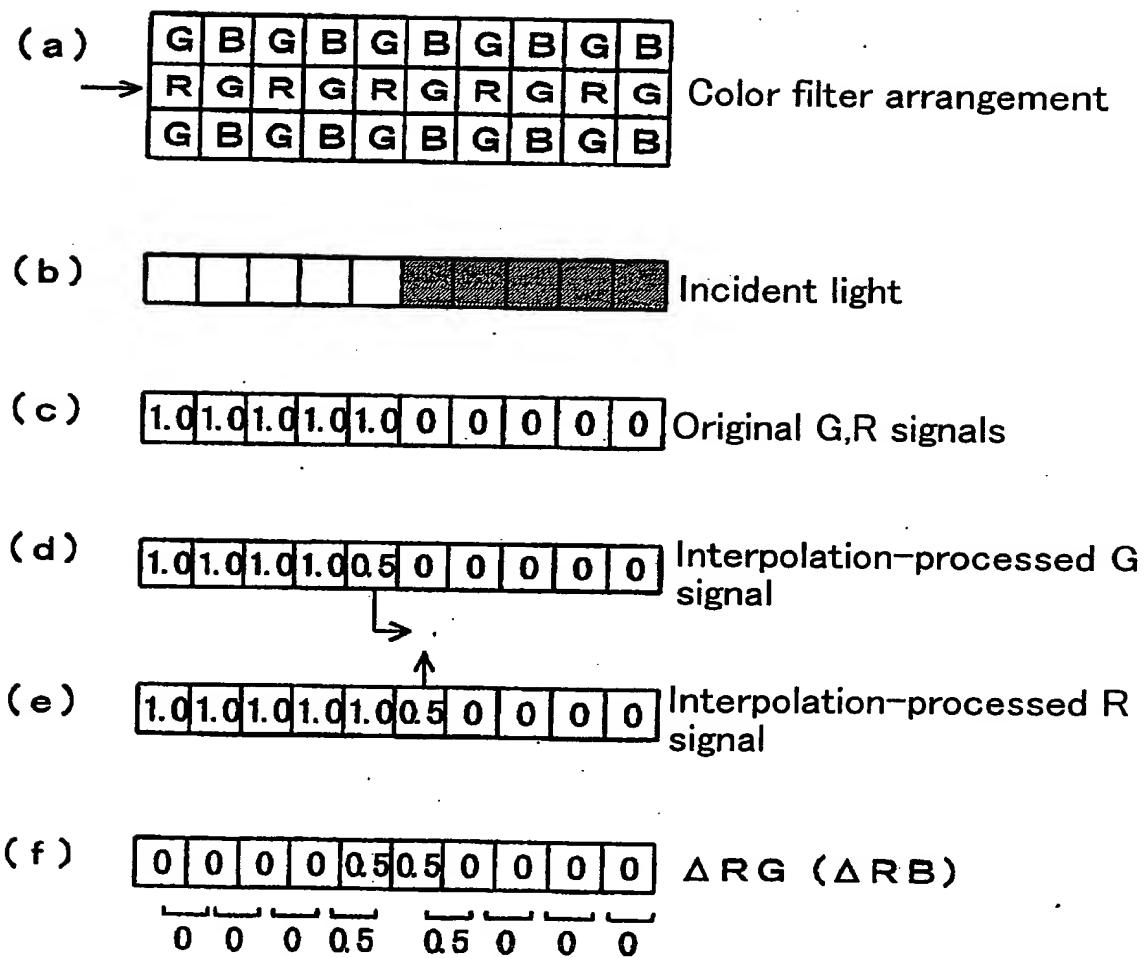 (a)
G B G B G B G B G B
R G R G R G R G R G
G B G B G B G B G B
Color filter arrangement
(b)
Incident light
(c)
1.0 1.0 1.0 1.0 1.0 0 0 0 0 0
Original G,R signals
(d)
1.0 1.0 1.0 1.0 0.5 0 0 0 0 0
Interpolation-processed G
signal
(e)
1.0 1.0 1.0 1.0 1.0 0.5 0 0 0 0
Interpolation-processed R
signal
(f)
0 0 0 0 0.5 0.5 0 0 0 0
ΔRG (ΔRB)
0 0 0 0.5 0.5 0 0 0